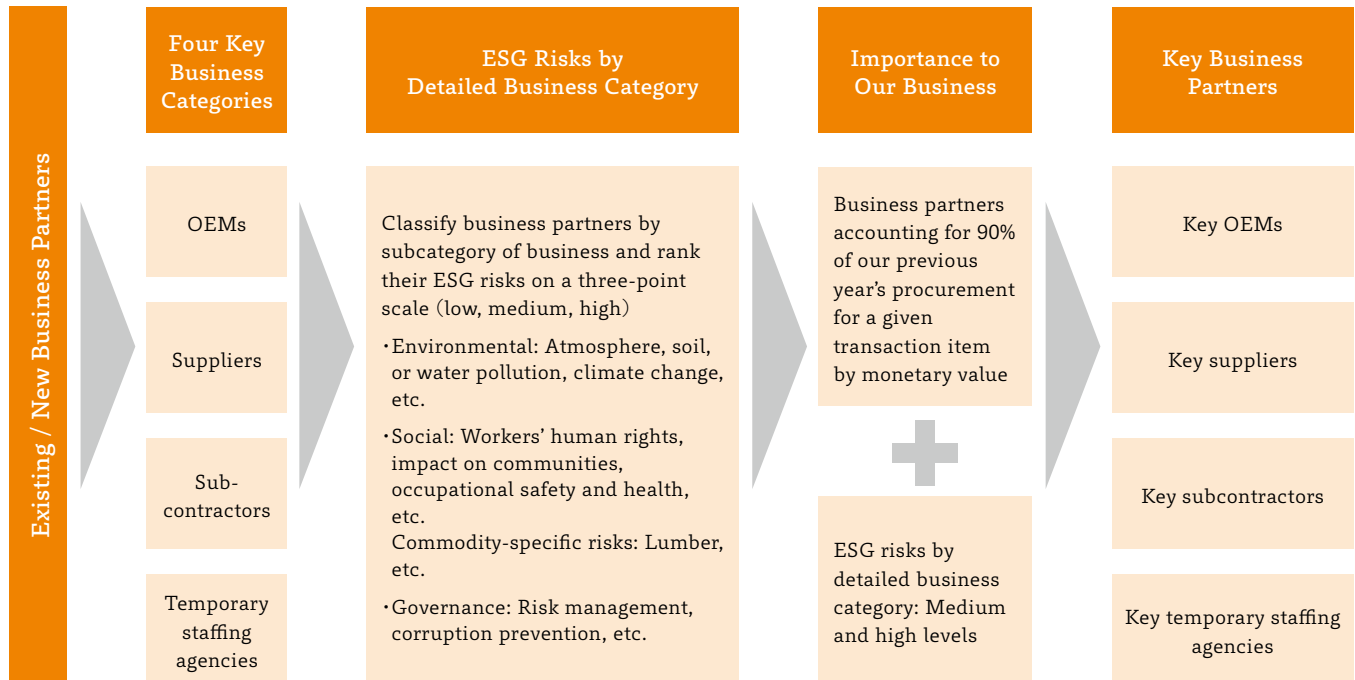 Existing / New Business Partners
Four Key
Business
Categories
OEMs
Suppliers
Sub-
contractors
Temporary
staffing
agencies
ESG Risks by
Detailed Business Category
Classify business partners by
subcategory of business and rank
their ESG risks on a three-point
scale (low, medium, high)
・Environmental: Atmosphere, soil,
or water pollution, climate change,
etc.
・Social: Workers’ human rights,
impact on communities,
occupational safety and health,
etc.
Commodity-specific risks: Lumber,
etc.
・Governance: Risk management,
corruption prevention, etc.
Importance to
Our Business
Business partners
accounting for 90%
of our previous
year’s procurement
for a given
transaction item
by monetary value
ESG risks by
detailed business
category: Medium
and high levels
Key Business
Partners
Key OEMs
Key suppliers
Key subcontractors
Key temporary staffing
agencies